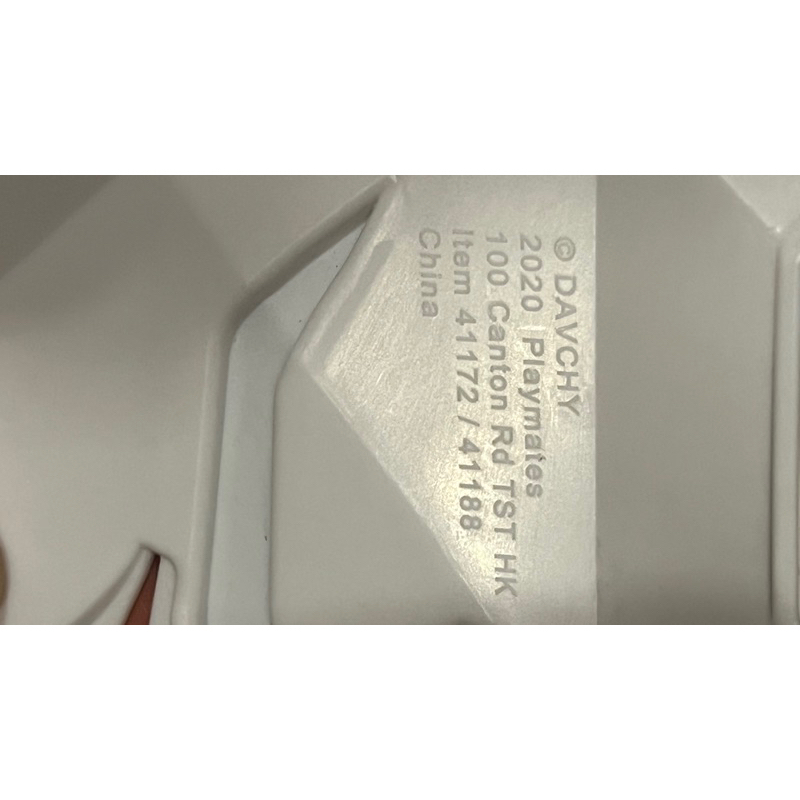 © DAVCHY
2020 Playmates
100 Canton Rd TST HK
Item 41172 / 41188
China